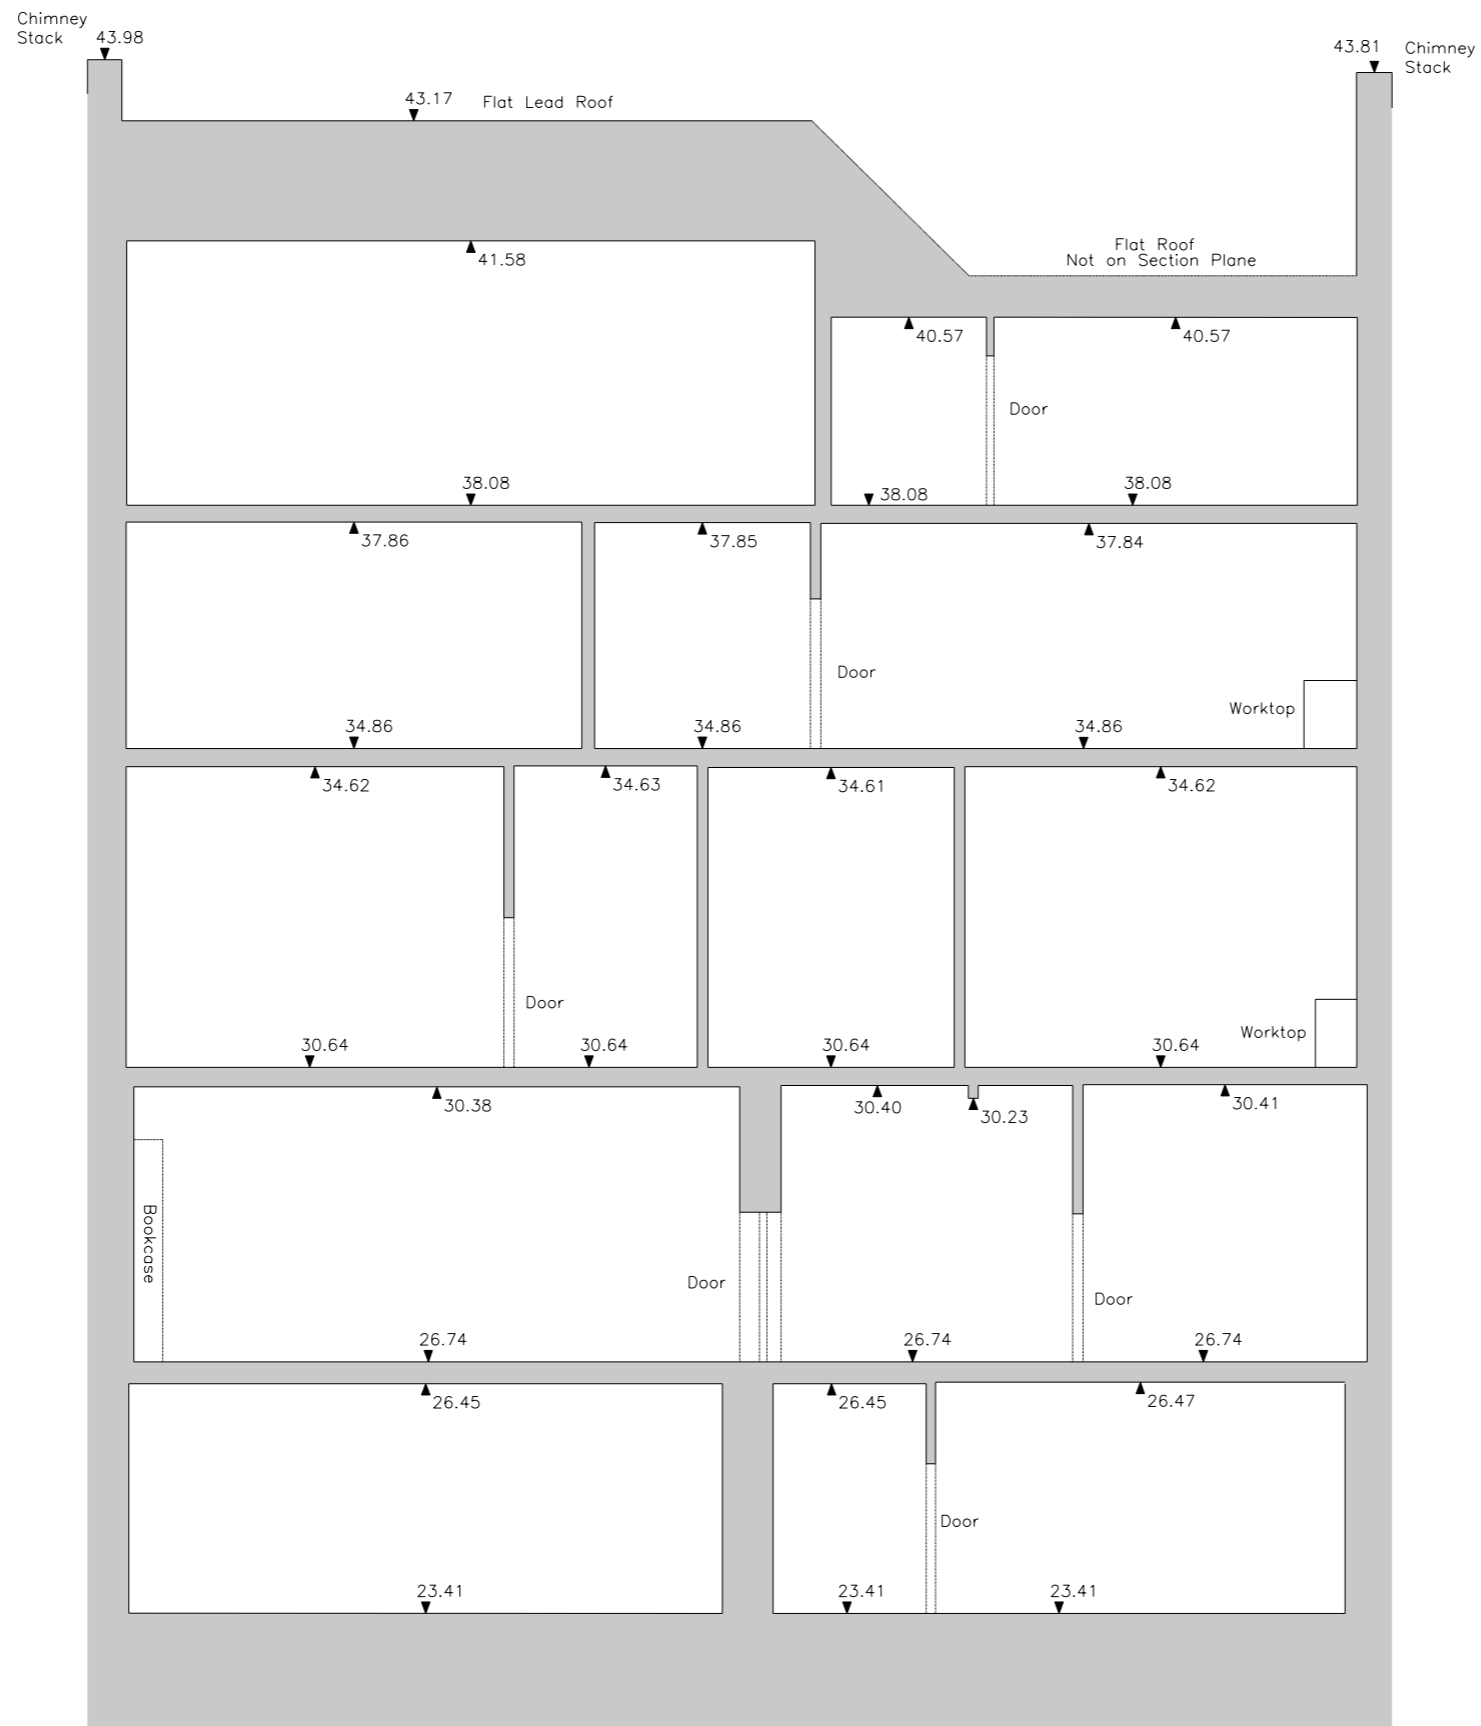 Chimney
Stack
43.98
43.81
Chimney
Stack
43.17
Flat Lead Roof
Flat Roof
Not on Section Plane
41.58
40.57
40.57
Door
38.08
38.08
38.08
37.86
37.85
37.84
Door
Worktop
34.86
34.86
34.86
34.62
34.63
34.61
34.62
Door
Worktop
30.64
30.64
30.64
30.64
30.38
30.40
30.23
30.41
Bookcase
Door
Door
26.74
26.74
26.74
26.45
26.45
26.47
Door
23.41
23.41
23.41